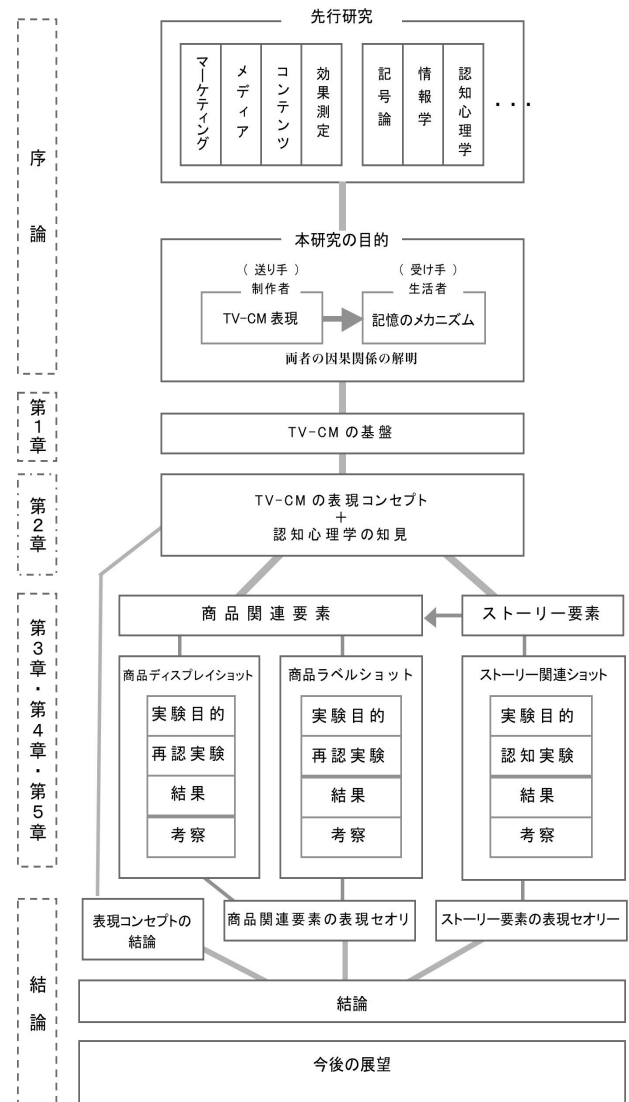 序論
先行研究
マーケティング
メディア
コンテンツ
効果測定
記号論
情報学
認知心理学
・・・
本研究の目的
（ 送り手 ）
制作者
TV-CM 表現
（ 受け手 ）
生活者
記憶のメカニズム
両者の因果関係の解明
第1章
TV-CM の基盤
第2章
TV-CM の表現コンセプト
+
認知心理学の知見
第3章・第4章・第5章
商品関連要素
ストーリー要素
商品ディスプレイショット
実験目的
再認実験
結果
考察
商品ラベルショット
実験目的
再認実験
結果
考察
ストーリー関連ショット
実験目的
認知実験
結果
考察
結論
表現コンセプトの
結論
商品関連要素の表現セオリ
ストーリー要素の表現セオリー
結論
今後の展望